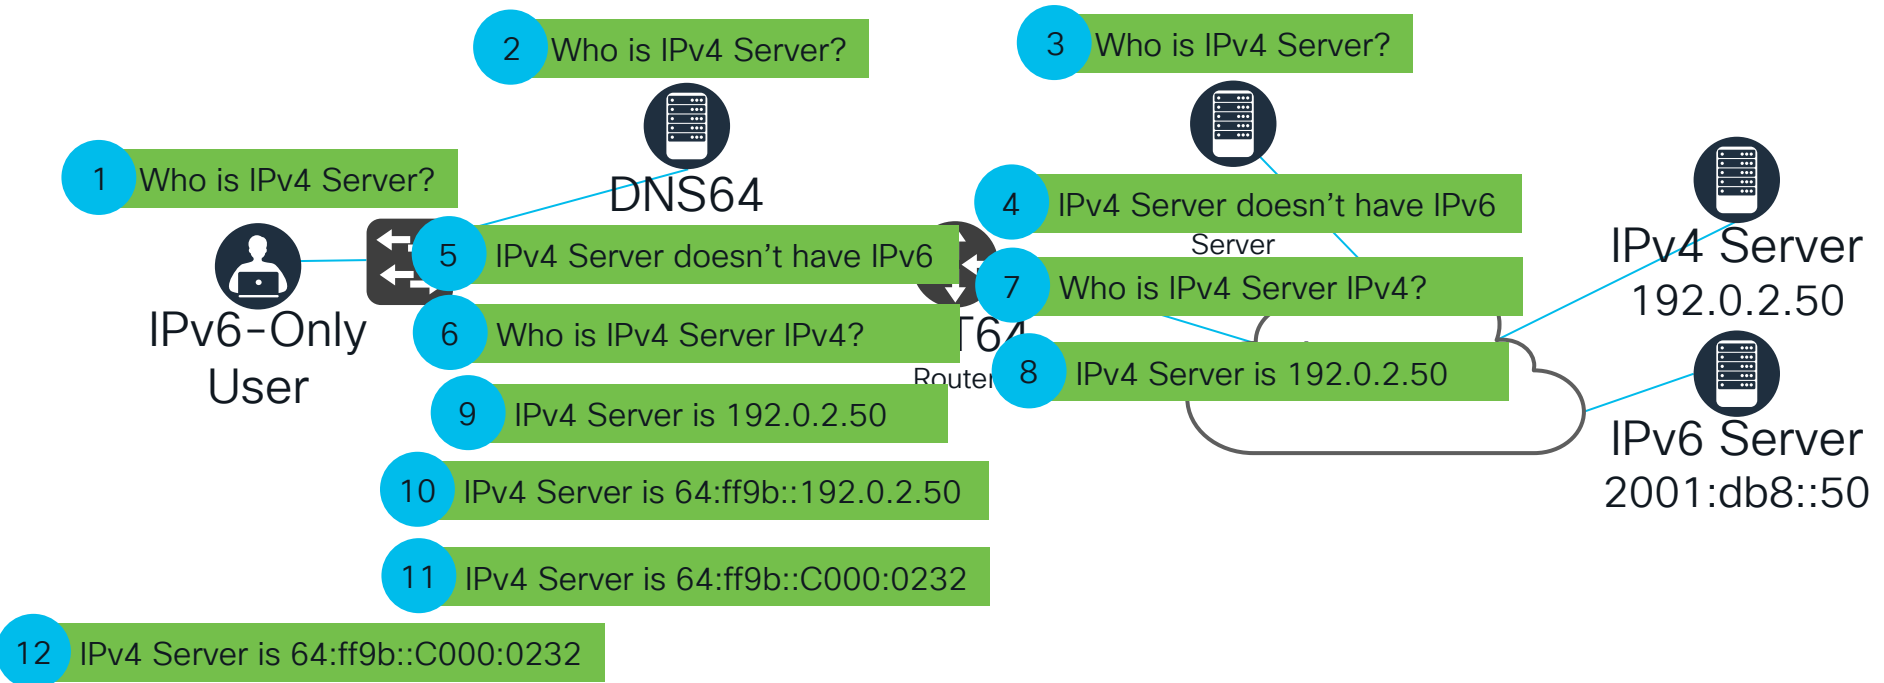 2 Who is IPv4 Server?
3 Who is IPv4 Server?
1 Who is IPv4 Server?
DNS64
4 IPv4 Server doesn't have IPv6
Server
5 IPv4 Server doesn't have IPv6
IPv4 Server
192.0.2.50
7 Who is IPv4 Server IPv4?
IPv6-Only
User
6 Who is IPv4 Server IPv4?
T64
Router
8 IPv4 Server is 192.0.2.50
9 IPv4 Server is 192.0.2.50
IPv6 Server
2001:db8::50
10 IPv4 Server is 64:ff9b::192.0.2.50
11 IPv4 Server is 64:ff9b::C000:0232
12 IPv4 Server is 64:ff9b::C000:0232